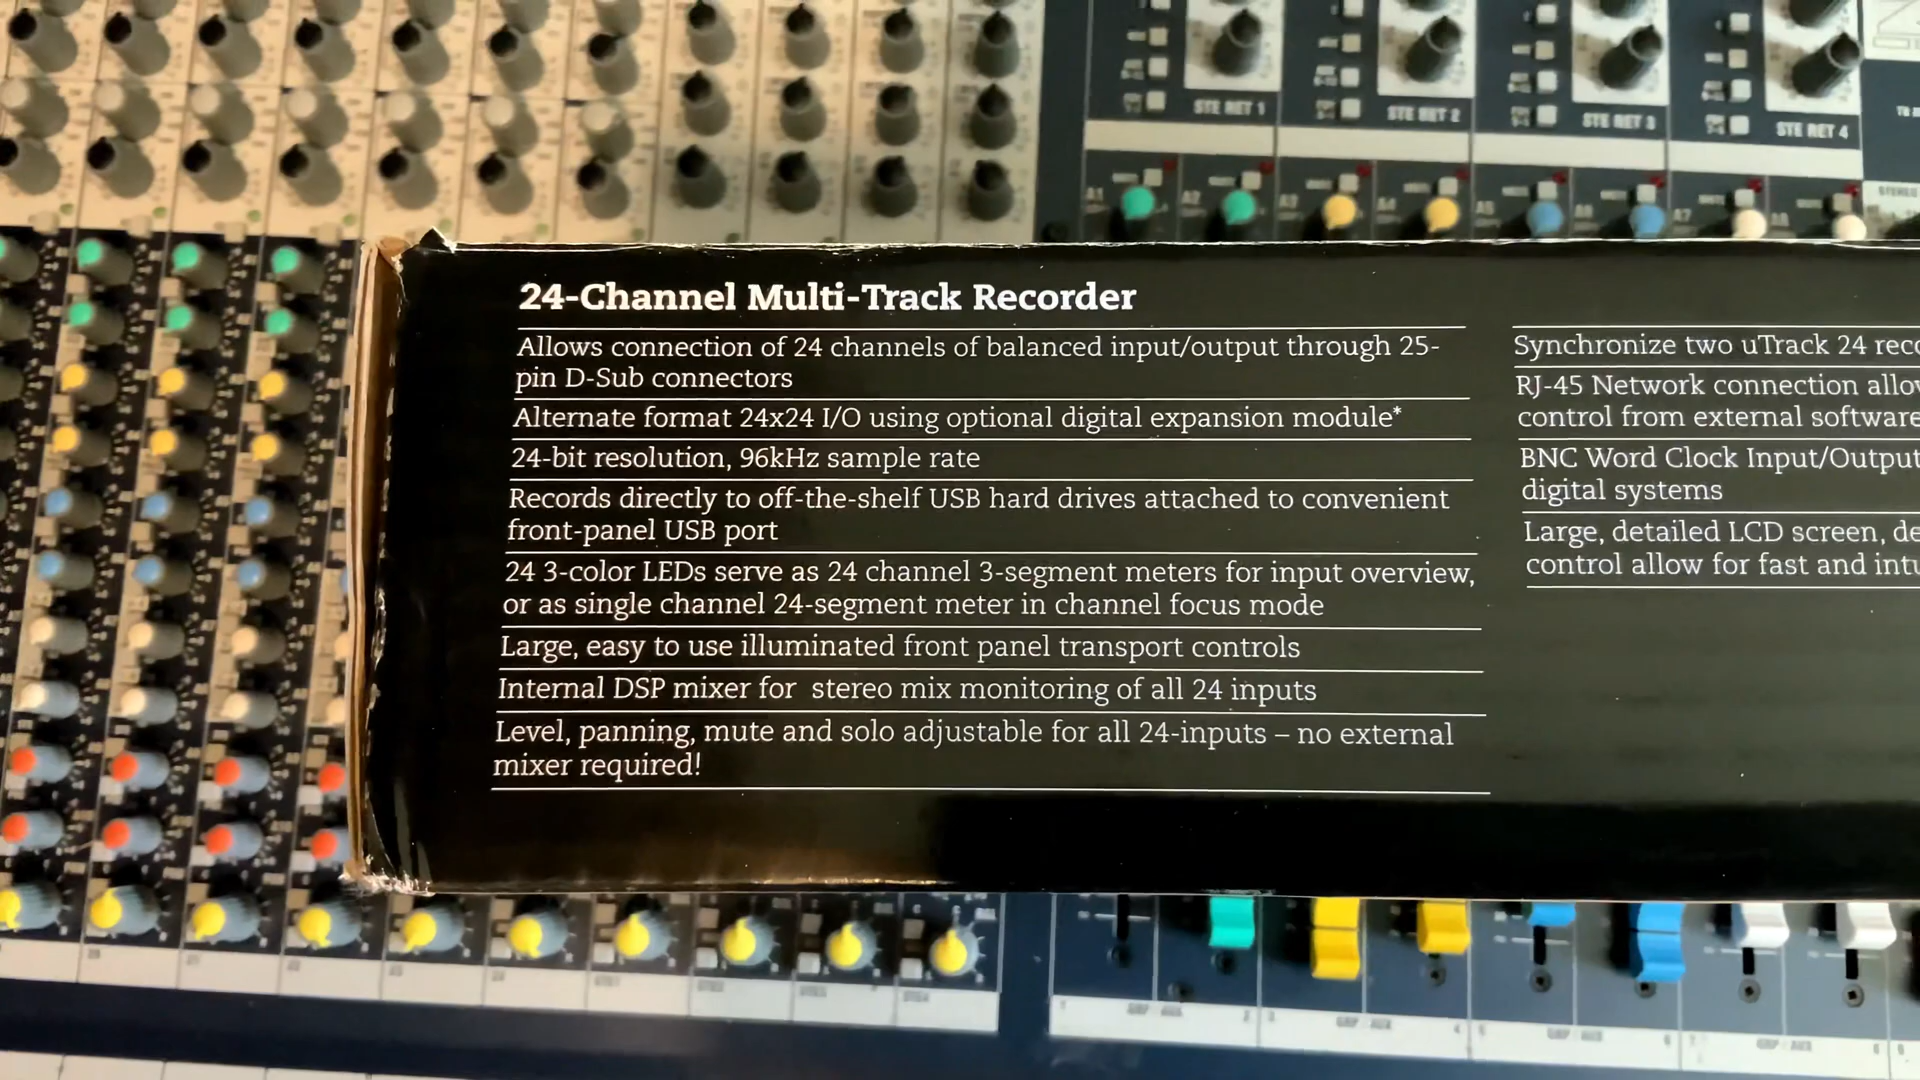 STE RET 1
STE RET 2
STE RET 3
STE RET 4
24-Channel Multi-Track Recorder
Allows connection of 24 channels of balanced input/output through 25-
pin D-Sub connectors
Alternate format 24x24 I/O using optional digital expansion module*
24-bit resolution, 96kHz sample rate
Records directly to off-the-shelf USB hard drives attached to convenient
front-panel USB port
24 3-color LEDs serve as 24 channel 3-segment meters for input overview,
or as single channel 24-segment meter in channel focus mode
Large, easy to use illuminated front panel transport controls
Internal DSP mixer for stereo mix monitoring of all 24 inputs
Level, panning, mute and solo adjustable for all 24-inputs – no external
mixer required!
Synchronize two uTrack 24 reco
RJ-45 Network connection allow
control from external software
BNC Word Clock Input/Output
digital systems
Large, detailed LCD screen, de
control allow for fast and intu